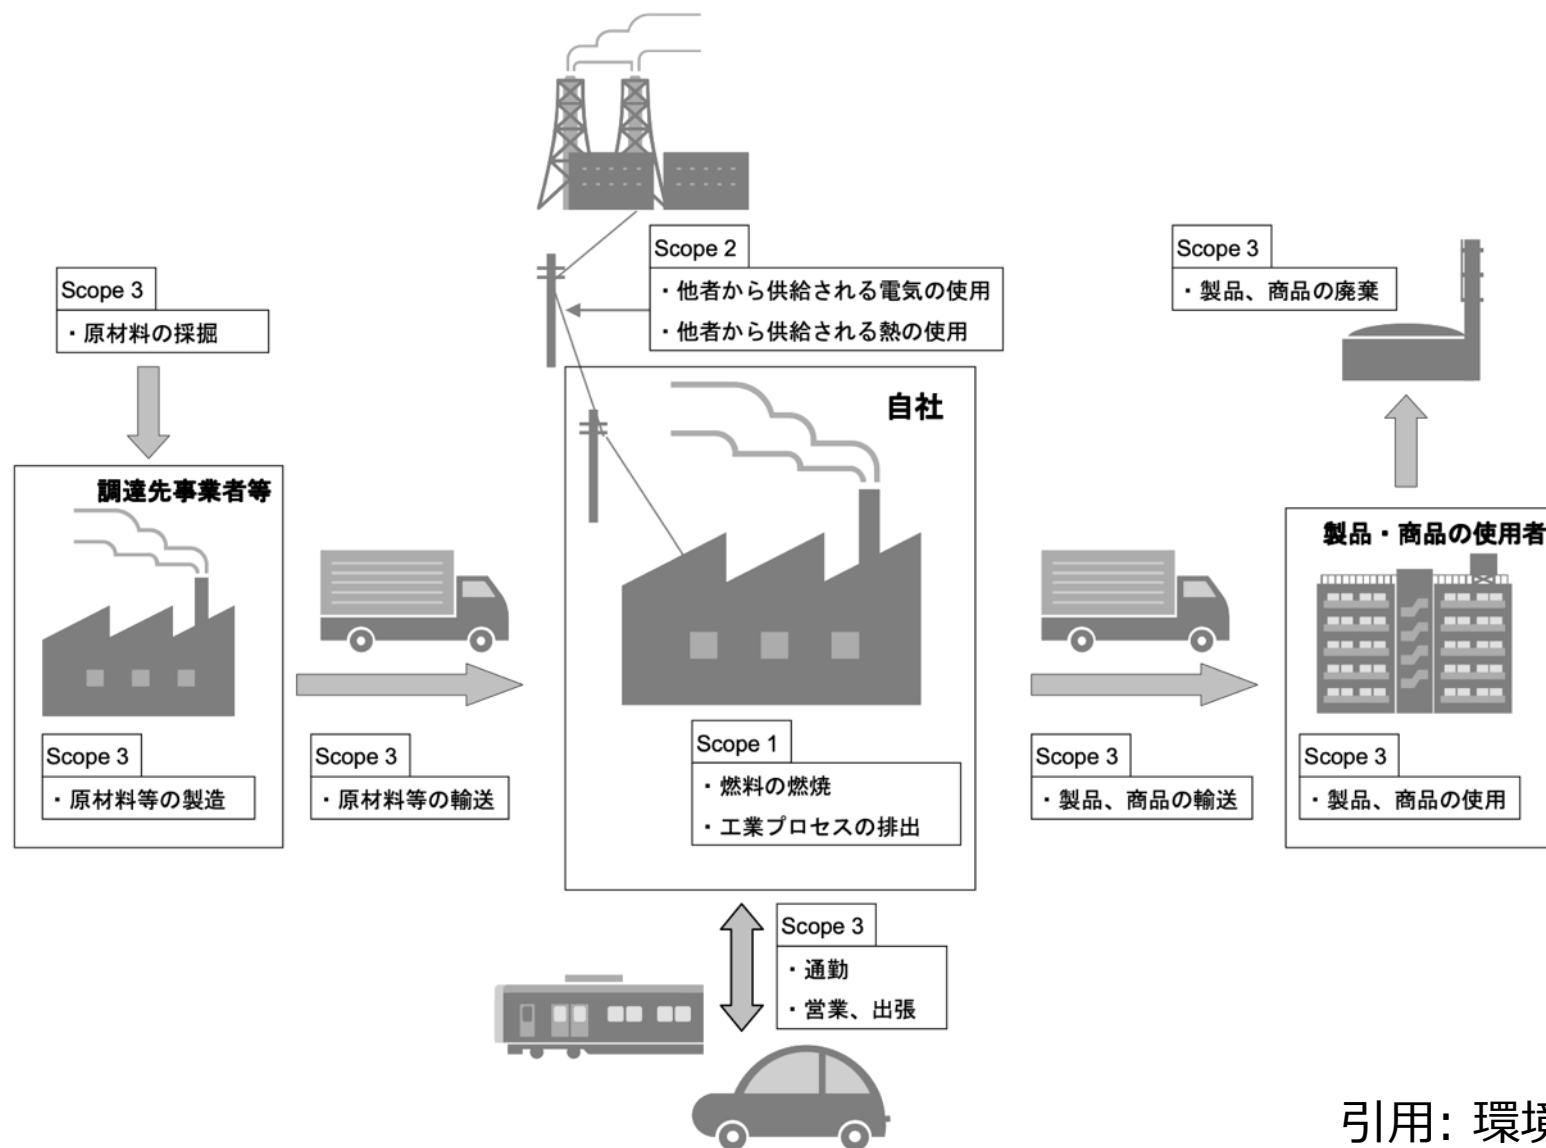 Scope 2
・他者から供給される電気の使用
・他者から供給される熱の使用
Scope 3
・製品、商品の廃棄
Scope 3
・原材料の採掘
自社
調達先事業者等
製品・商品の使用者
Scope 3
・原材料等の製造
Scope 3
・原材料等の輸送
Scope 1
・燃料の燃焼
・工業プロセスの排出
Scope 3
・製品、商品の輸送
Scope 3
・製品、商品の使用
Scope 3
・通勤
・営業、出張
引用: 環境